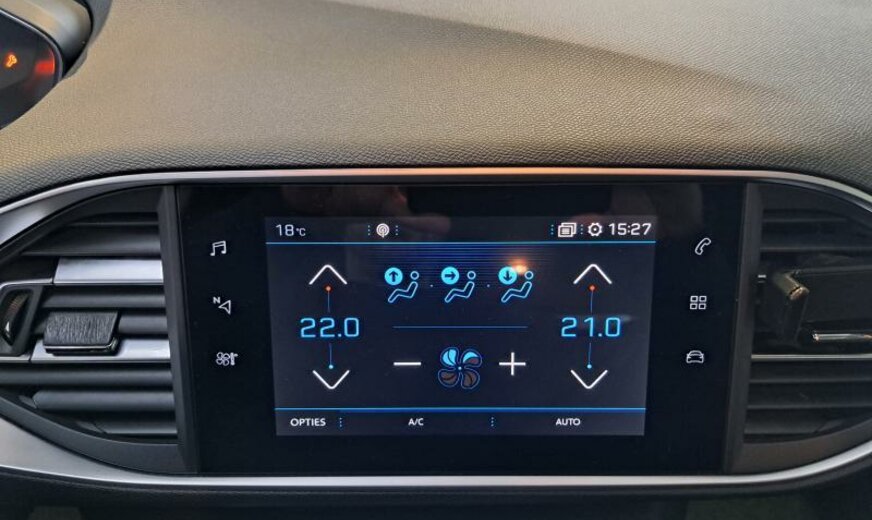 18°C 15:27
N
22.0 21.0
OPTIES A/C AUTO